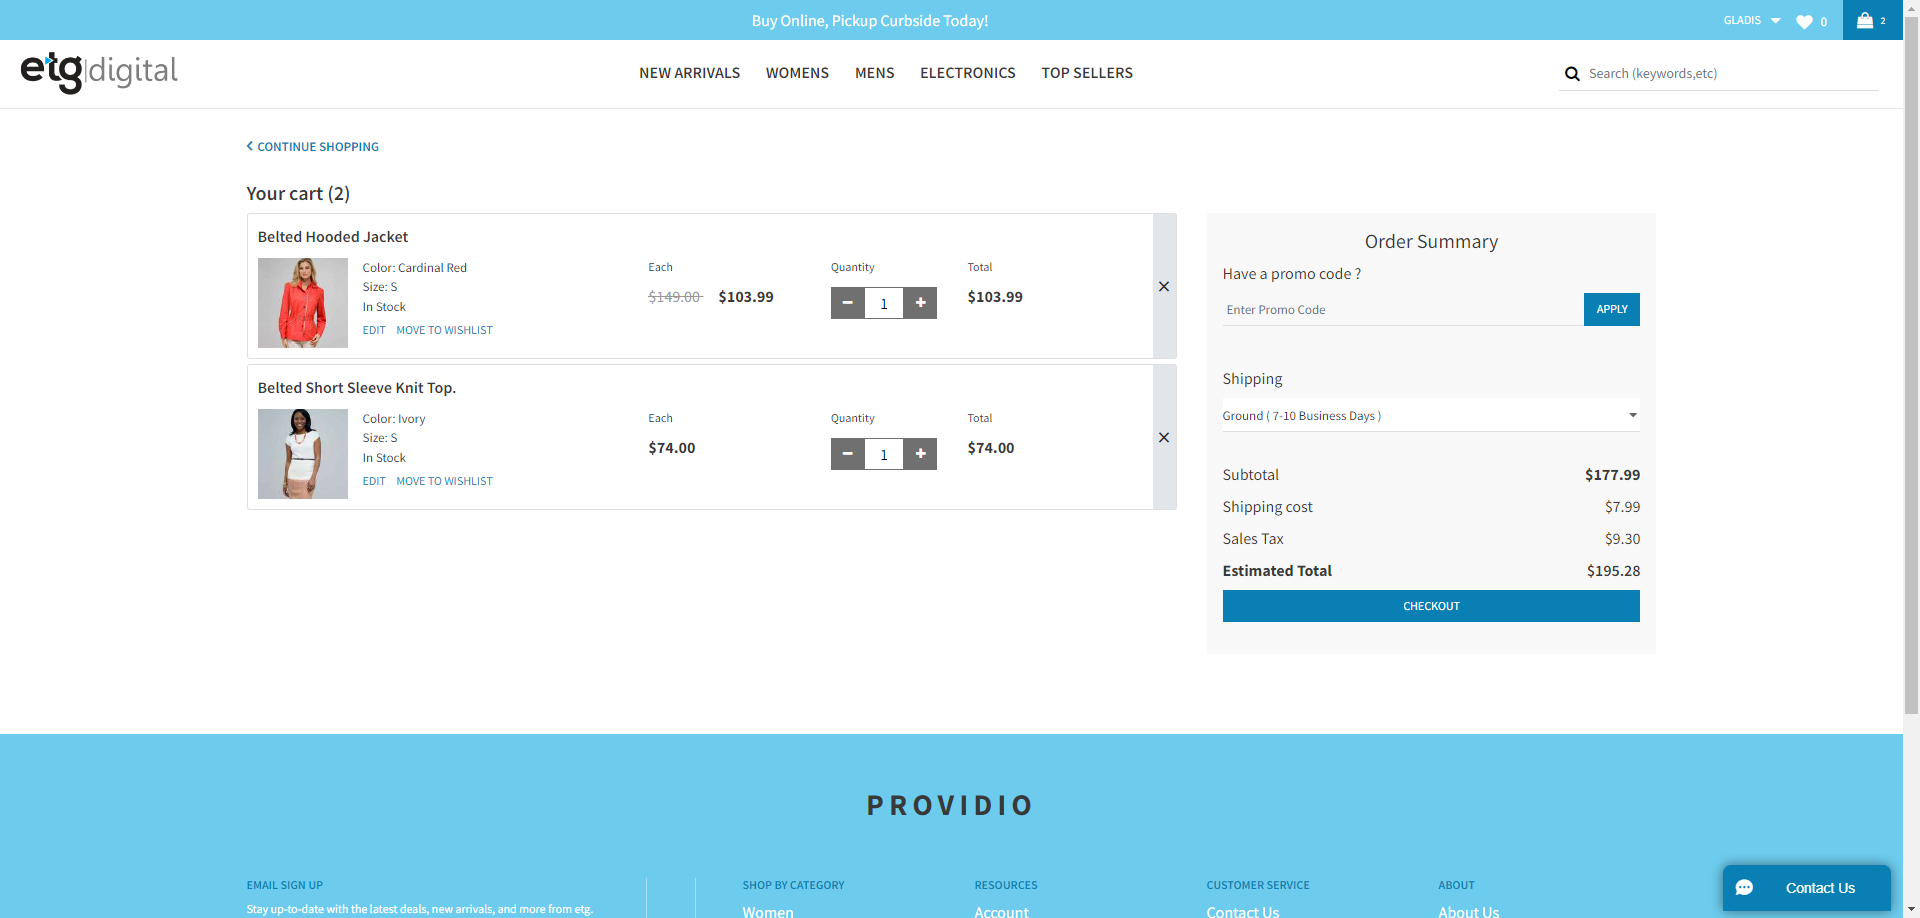 Buy Online, Pickup Curbside Today!
GLADIS
0
2
etg|digital
NEW ARRIVALS WOMENS MENS ELECTRONICS TOP SELLERS
Search (keywords,etc)
CONTINUE SHOPPING
Your cart (2)
Belted Hooded Jacket
Color: Cardinal Red
Size: S
In Stock
EDIT MOVE TO WISHLIST
Each
$149.00 $103.99
Quantity
1
Total
$103.99
Belted Short Sleeve Knit Top.
Color: Ivory
Size: S
In Stock
EDIT MOVE TO WISHLIST
Each
$74.00
Quantity
1
Total
$74.00
Order Summary
Have a promo code ?
Enter Promo Code
APPLY
Shipping
Ground ( 7-10 Business Days )
Subtotal $177.99
Shipping cost $7.99
Sales Tax $9.30
Estimated Total $195.28
CHECKOUT
PROVIDIO
EMAIL SIGN UP
Stay up-to-date with the latest deals, new arrivals, and more from etg.
SHOP BY CATEGORY
Women
RESOURCES
Account
CUSTOMER SERVICE
Contact Us
ABOUT
About Us
Contact Us